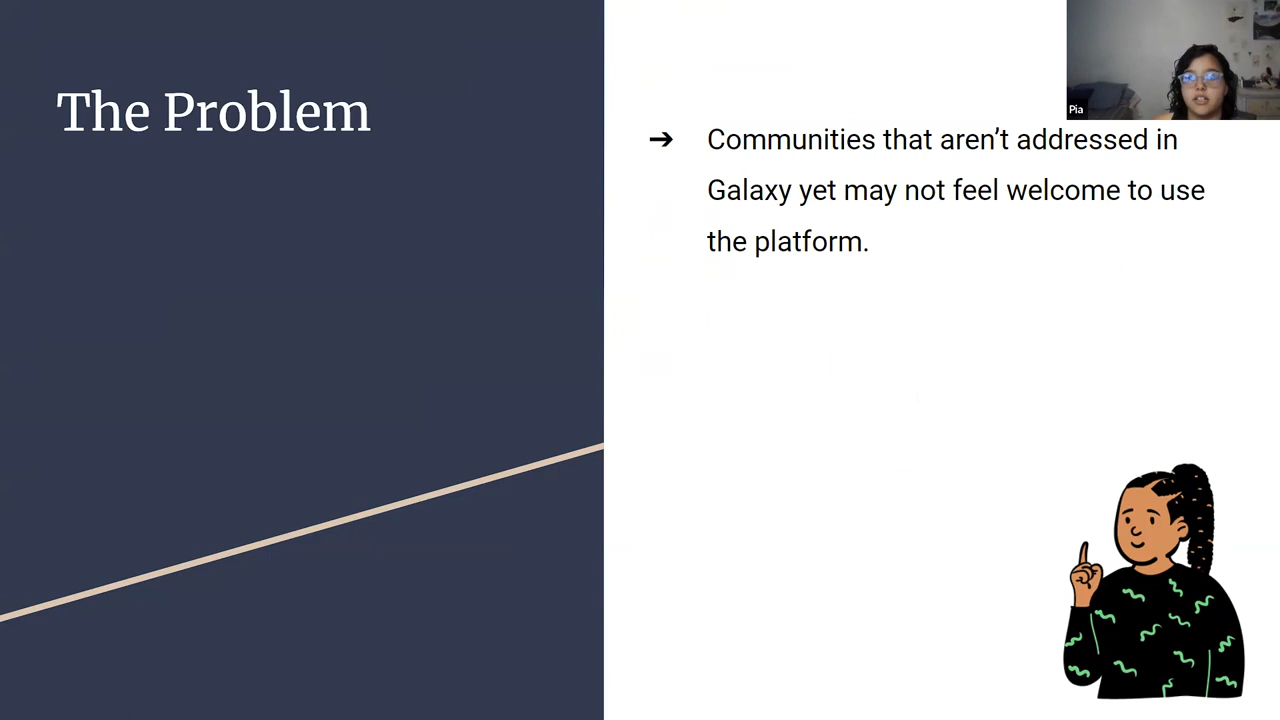 The Problem
Pia
➔ Communities that aren’t addressed in
Galaxy yet may not feel welcome to use
the platform.